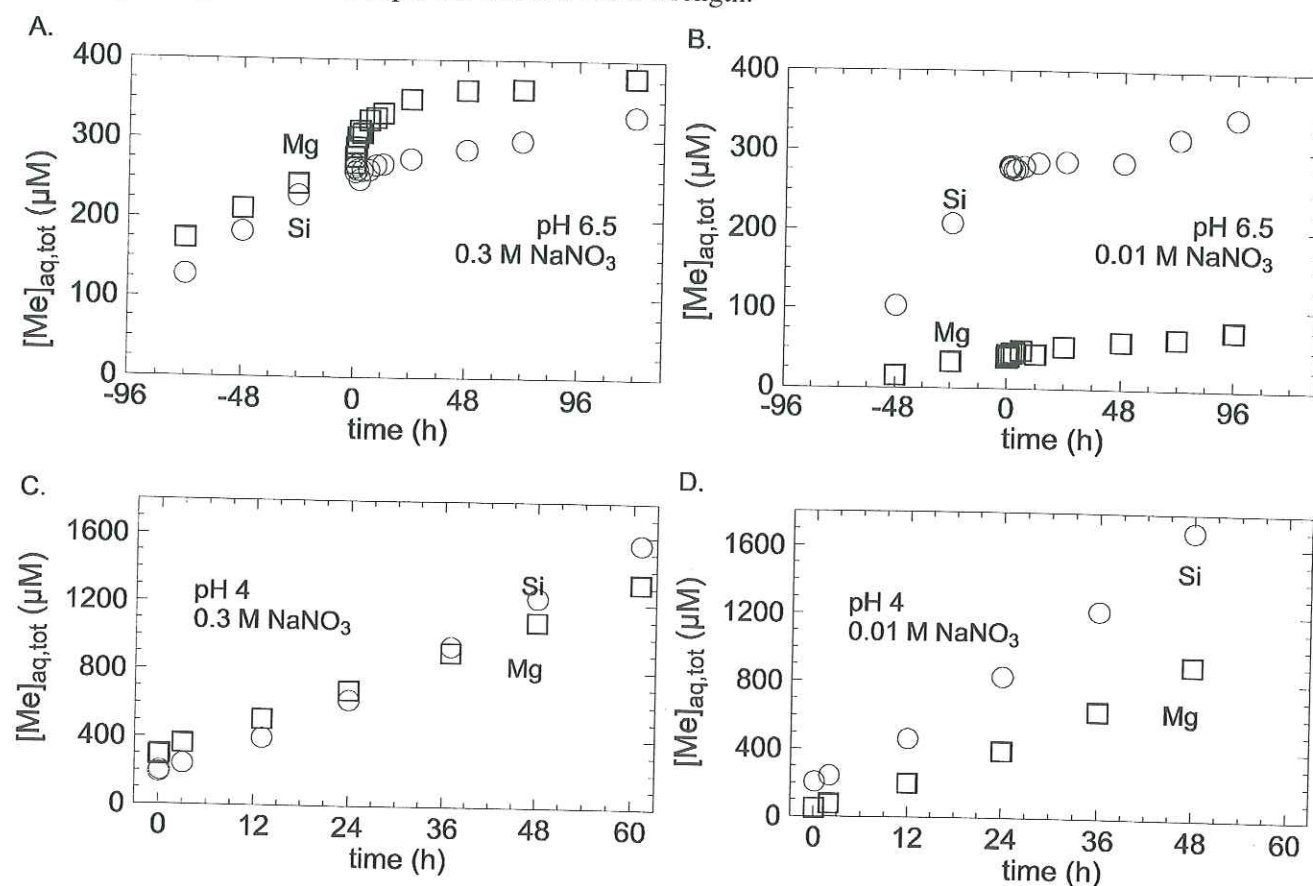 strength.
A.
400
300
200
100
0
[Me]aq,tot (µM)
Mg
Si
pH 6.5
0.3 M NaNO3
-96
-48
0
48
96
time (h)
B.
400
300
200
100
0
[Me]aq,tot (µM)
Si
Mg
pH 6.5
0.01 M NaNO3
-96
-48
0
48
96
time (h)
C.
1600
1200
800
400
0
[Me]aq,tot (µM)
pH 4
0.3 M NaNO3
Si
Mg
0
12
24
36
48
60
time (h)
D.
1600
1200
800
400
0
[Me]aq,tot (µM)
pH 4
0.01 M NaNO3
Si
Mg
0
12
24
36
48
60
time (h)